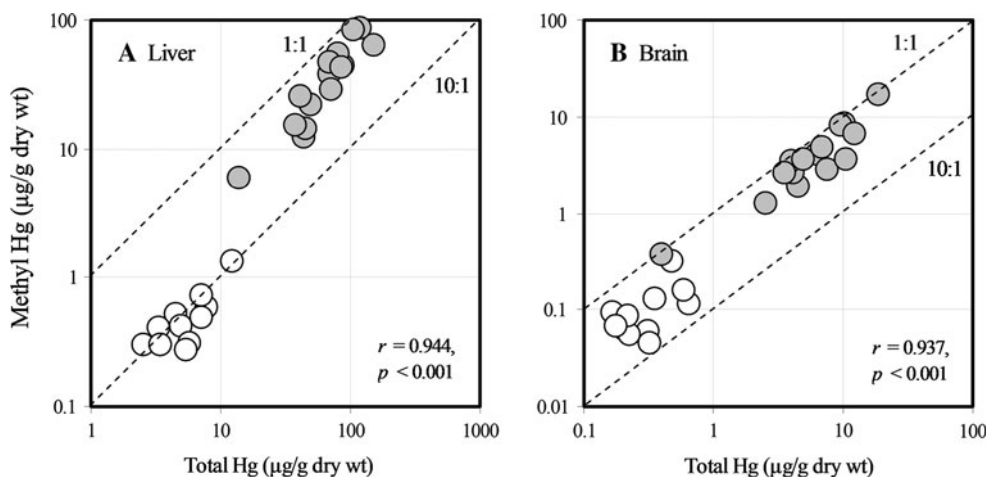 A Liver
1:1
10:1
r = 0.944,
p < 0.001
100
10
1
0.1
1
10
100
1000
Total Hg (µg/g dry wt)
Methyl Hg (µg/g dry wt)
B Brain
1:1
10:1
r = 0.937,
p < 0.001
100
10
1
0.1
0.01
0.1
1
10
100
Total Hg (µg/g dry wt)